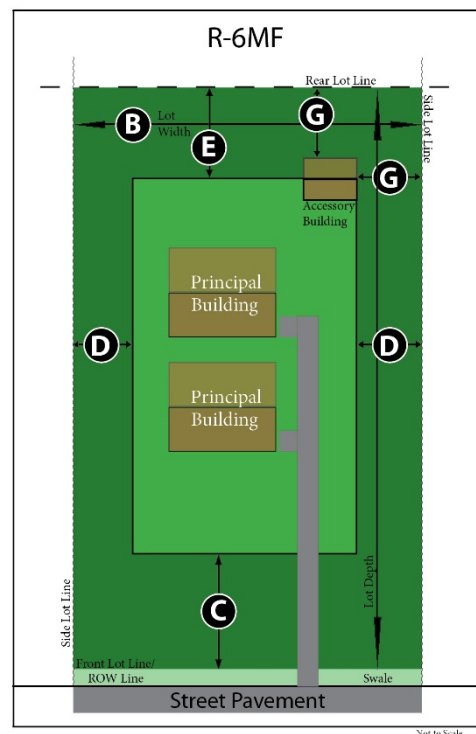 R-6MF
Rear Lot Line
Side Lot Line
B
Lot
Width
E
G
G
Accessory
Building
Principal
Building
D
D
Principal
Building
C
Lot Depth
Side Lot Line
Front Lot Line/
ROW Line
Swale
Street Pavement
Not to Scale